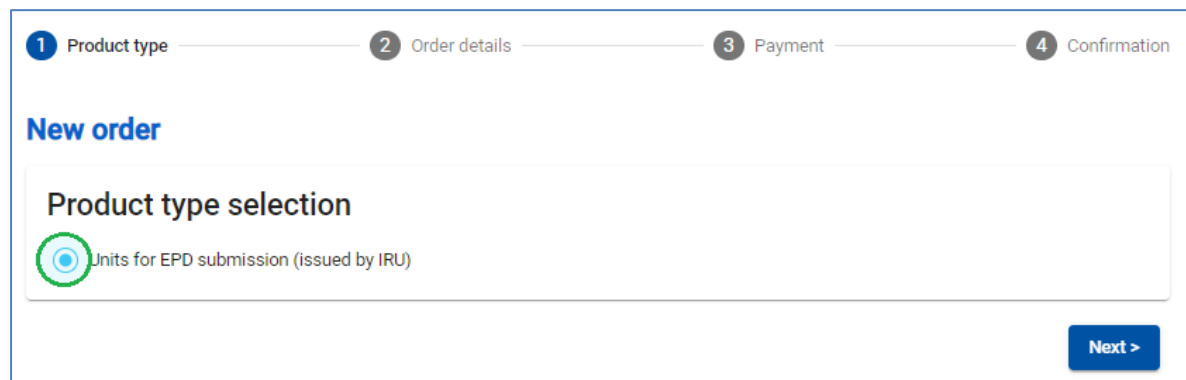 1 Product type 2 Order details 3 Payment 4 Confirmation
New order
Product type selection
Units for EPD submission (issued by IRU)
Next >